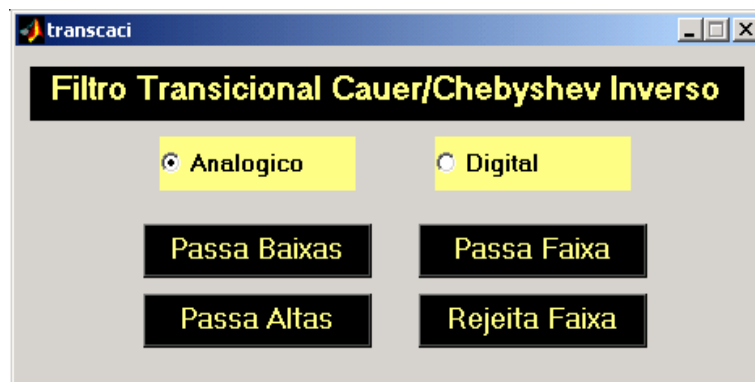 transcaci
Filtro Transicional Cauer/Chebyshev Inverso
Analogico Digital
Passa Baixas Passa Faixa
Passa Altas Rejeita Faixa